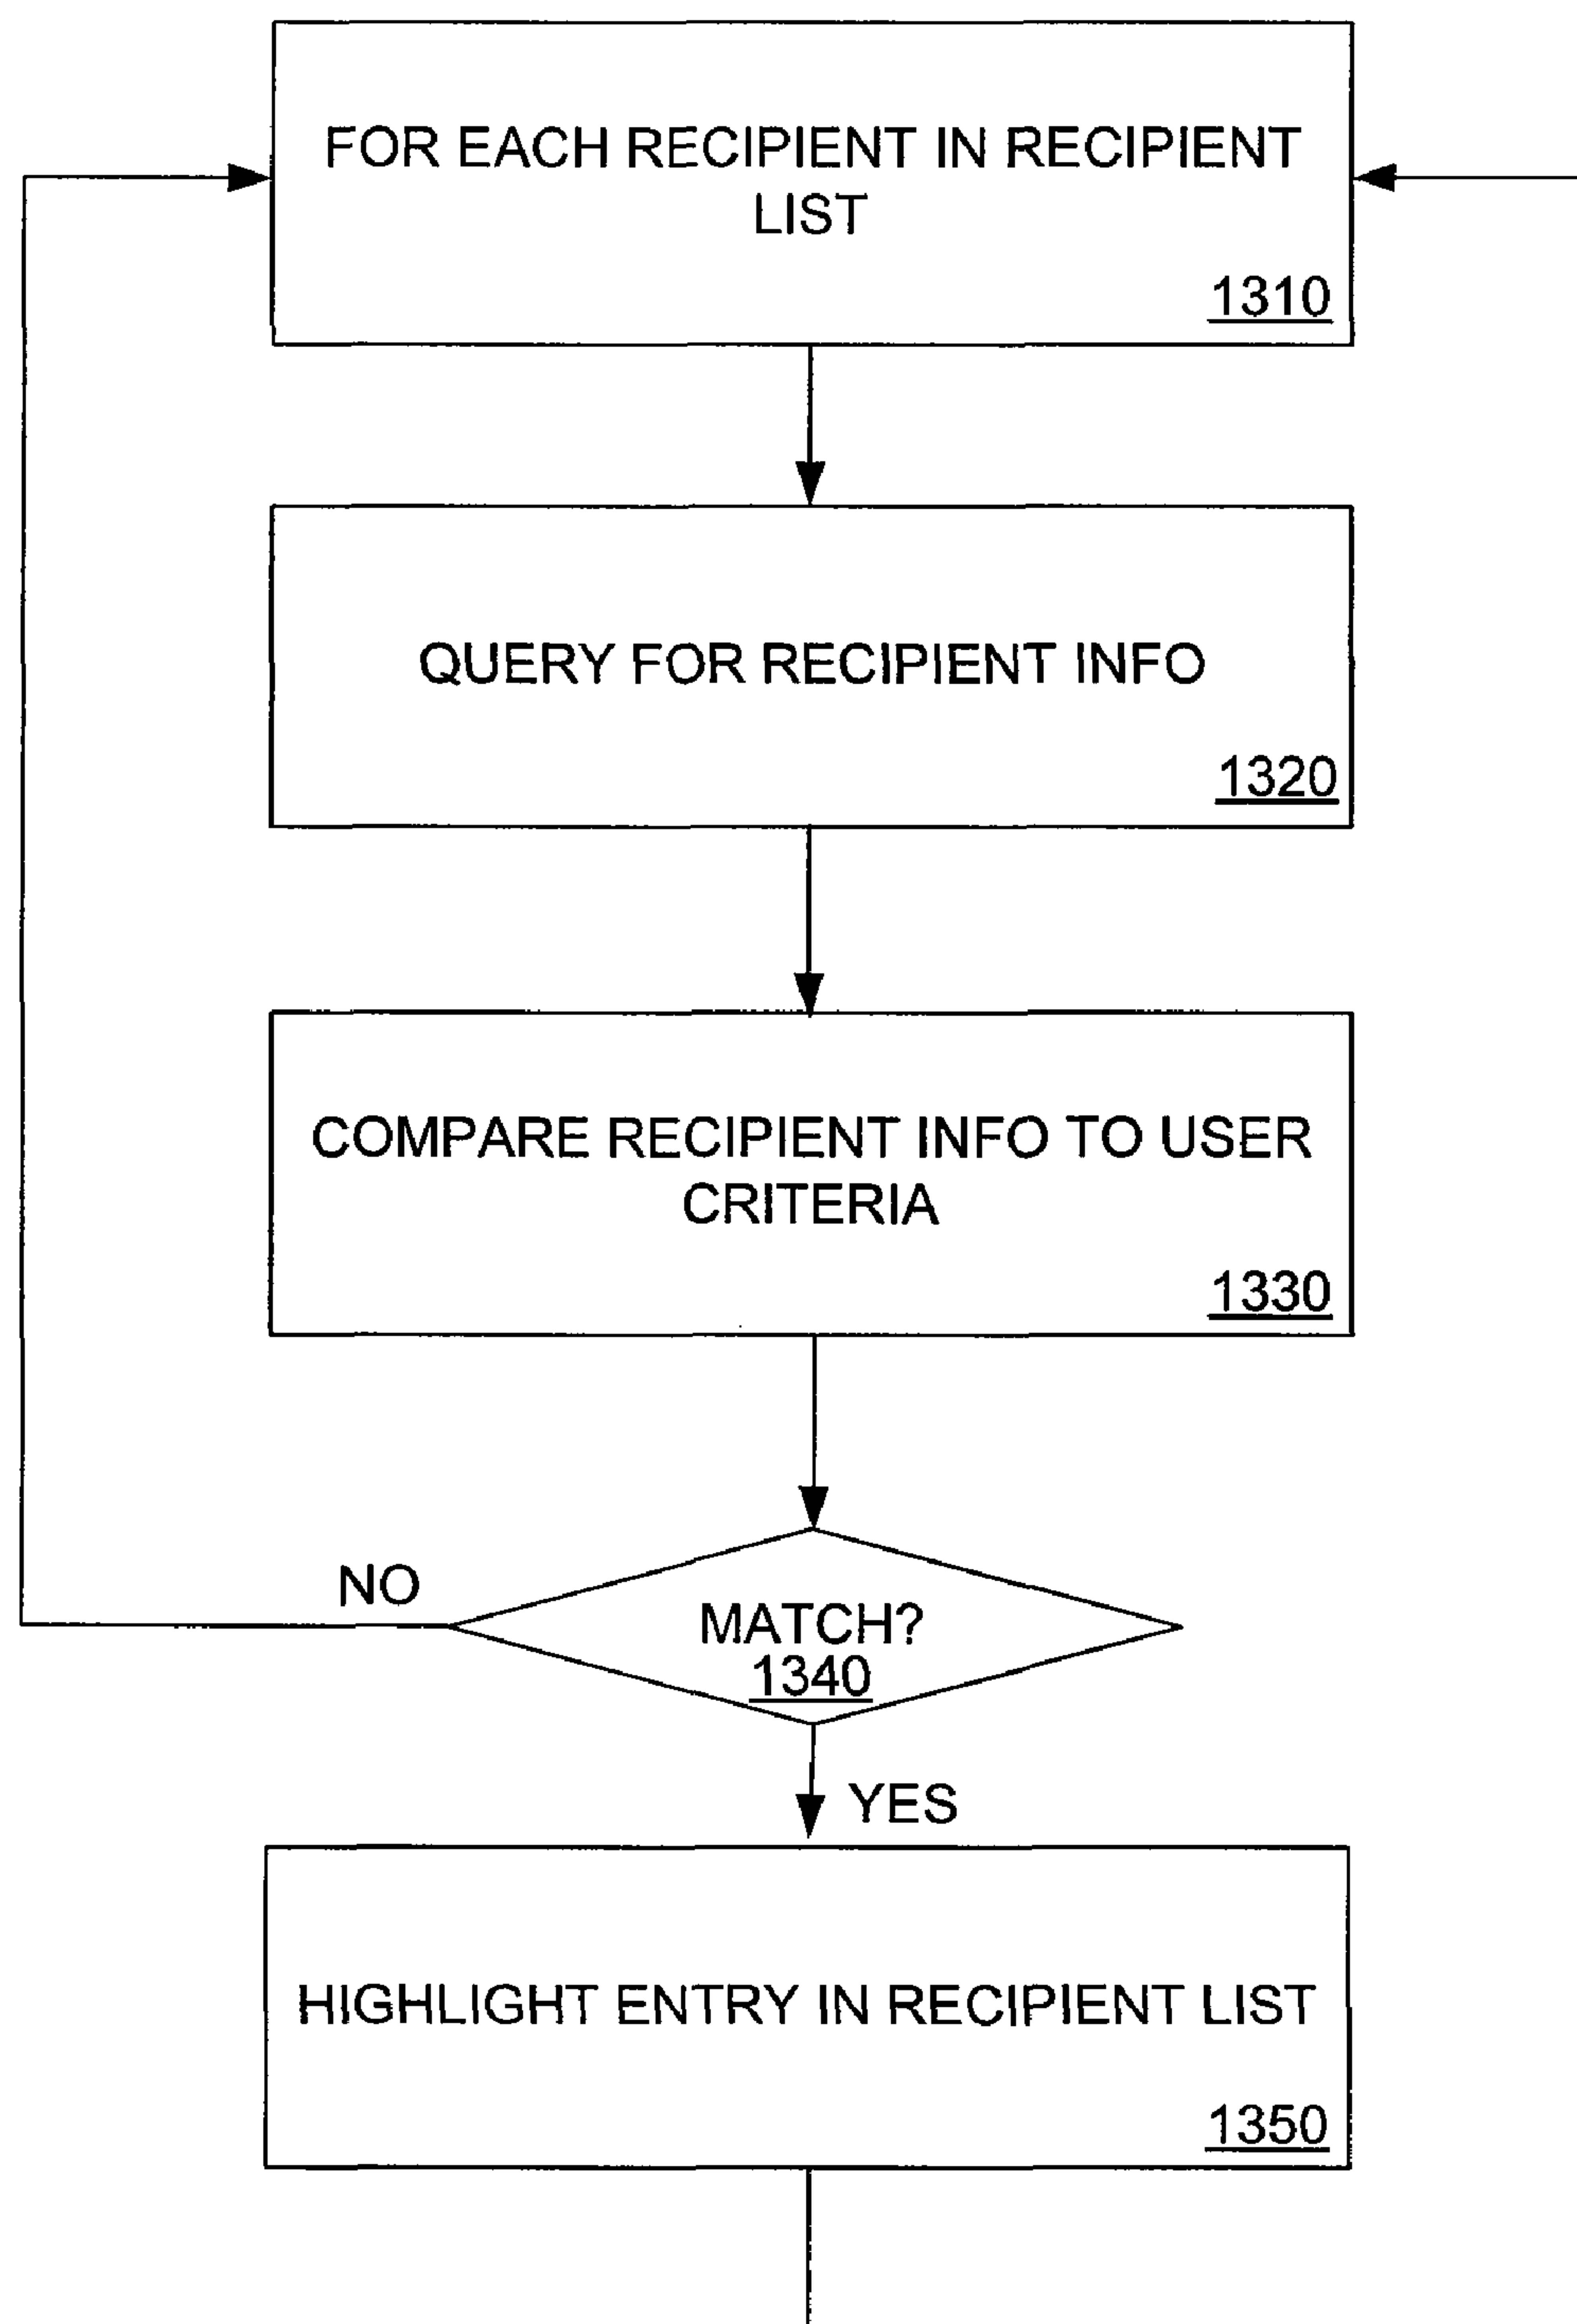 FOR EACH RECIPIENT IN RECIPIENT
LIST
1310
QUERY FOR RECIPIENT INFO
1320
COMPARE RECIPIENT INFO TO USER
CRITERIA
1330
NO
MATCH?
1340
YES
HIGHLIGHT ENTRY IN RECIPIENT LIST
1350